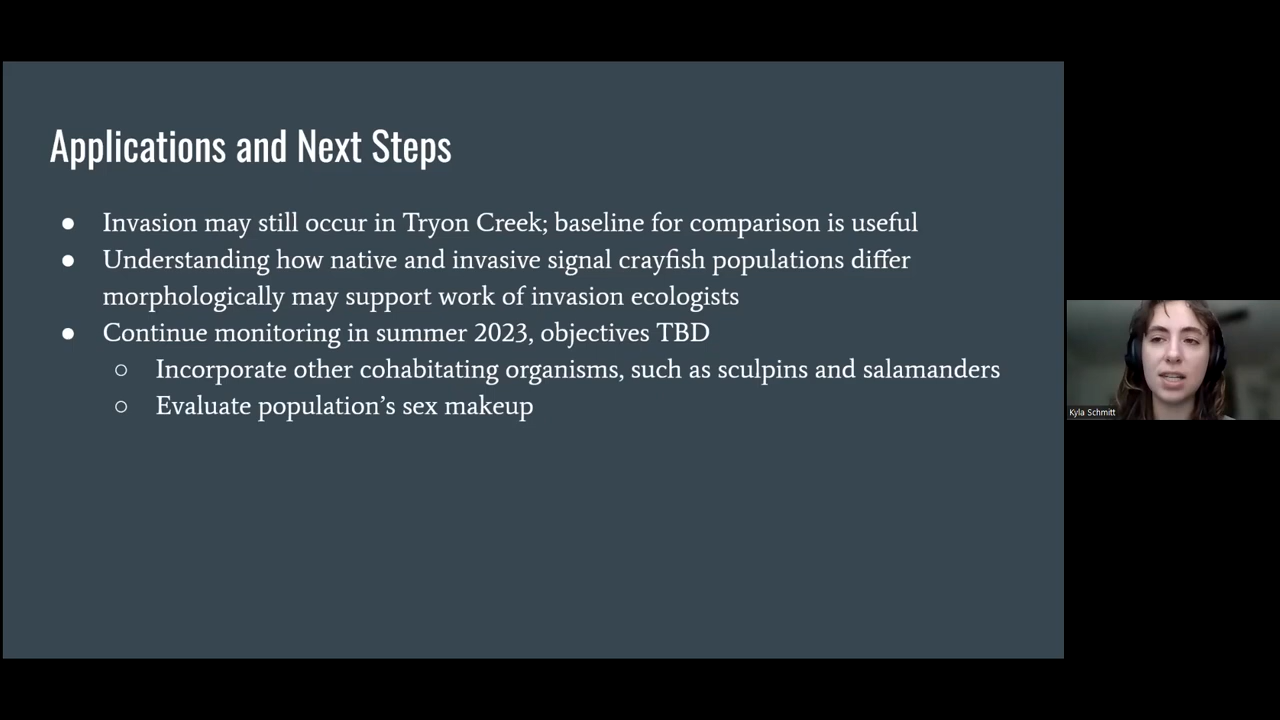 Applications and Next Steps
● Invasion may still occur in Tryon Creek; baseline for comparison is useful
● Understanding how native and invasive signal crayfish populations differ
morphologically may support work of invasion ecologists
● Continue monitoring in summer 2023, objectives TBD
○ Incorporate other cohabitating organisms, such as sculpins and salamanders
○ Evaluate population’s sex makeup
Kyla Schmitt